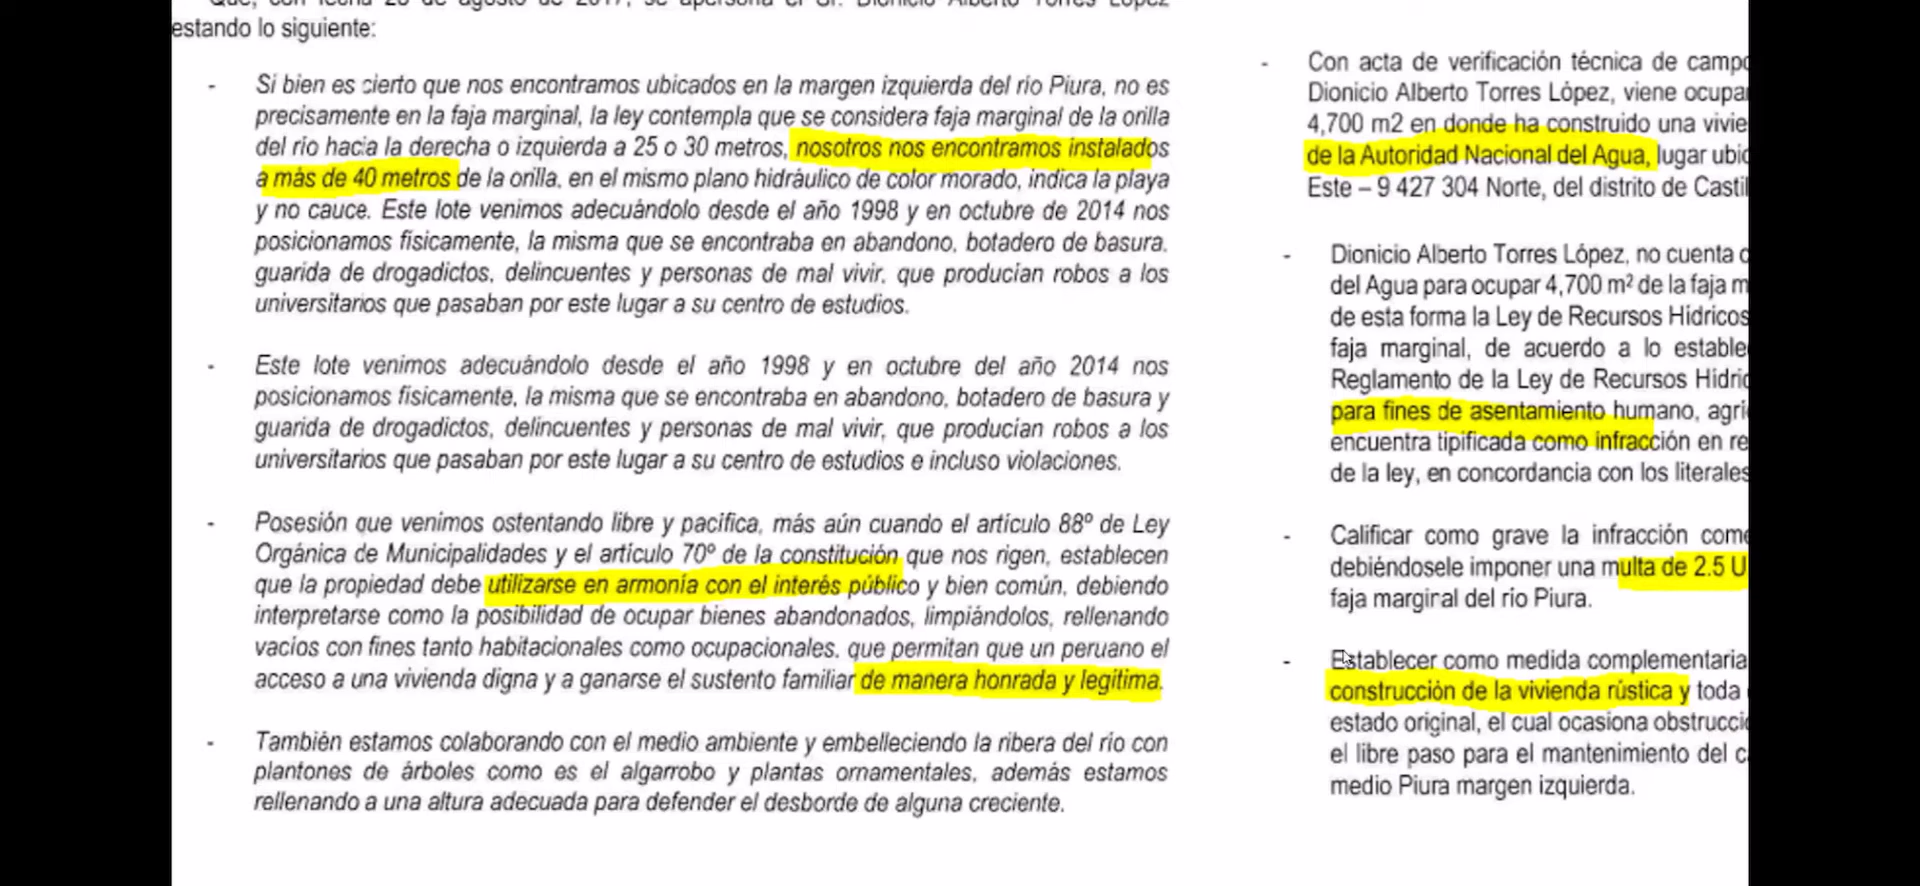 estando lo siguiente:
- Si bien es cierto que nos encontramos ubicados en la margen izquierda del río Piura, no es
precisamente en la faja marginal, la ley contempla que se considera faja marginal de la orilla
del río hacia la derecha o izquierda a 25 o 30 metros, nosotros nos encontramos instalados
a más de 40 metros de la orilla, en el mismo plano hidráulico de color morado, indica la playa
y no cauce. Este lote venimos adecuándolo desde el año 1998 y en octubre de 2014 nos
posicionamos físicamente, la misma que se encontraba en abandono, botadero de basura,
guarida de drogadictos, delincuentes y personas de mal vivir, que producían robos a los
universitarios que pasaban por este lugar a su centro de estudios.
- Este lote venimos adecuándolo desde el año 1998 y en octubre del año 2014 nos
posicionamos físicamente, la misma que se encontraba en abandono, botadero de basura y
guarida de drogadictos, delincuentes y personas de mal vivir, que producían robos a los
universitarios que pasaban por este lugar a su centro de estudios e incluso violaciones.
- Posesión que venimos ostentando libre y pacífica, más aún cuando el artículo 88º de Ley
Orgánica de Municipalidades y el artículo 70º de la constitución que nos rigen, establecen
que la propiedad debe utilizarse en armonía con el interés público y bien común, debiendo
interpretarse como la posibilidad de ocupar bienes abandonados, limpiándolos, rellenando
vacíos con fines tanto habitacionales como ocupacionales, que permitan que un peruano el
acceso a una vivienda digna y a ganarse el sustento familiar de manera honrada y legítima.
- También estamos colaborando con el medio ambiente y embelleciendo la ribera del río con
plantones de árboles como es el algarrobo y plantas ornamentales, además estamos
rellenando a una altura adecuada para defender el desborde de alguna creciente.
- Con acta de verificación técnica de campo
Dionicio Alberto Torres López, viene ocupa
4,700 m2 en donde ha construido una vivie
de la Autoridad Nacional del Agua, lugar ubi
Este – 9 427 304 Norte, del distrito de Castil
- Dionicio Alberto Torres López, no cuenta
del Agua para ocupar 4,700 m² de la faja m
de esta forma la Ley de Recursos Hídricos
faja marginal, de acuerdo a lo estable
Reglamento de la Ley de Recursos Hídri
para fines de asentamiento humano, agri
encuentra tipificada como infracción en re
de la ley, en concordancia con los literales
- Calificar como grave la infracción com
debiéndosele imponer una multa de 2.5 U
faja marginal del río Piura.
- Establecer como medida complementaria
construcción de la vivienda rústica y toda
estado original, el cual ocasiona obstrucci
el libre paso para el mantenimiento del c
medio Piura margen izquierda.